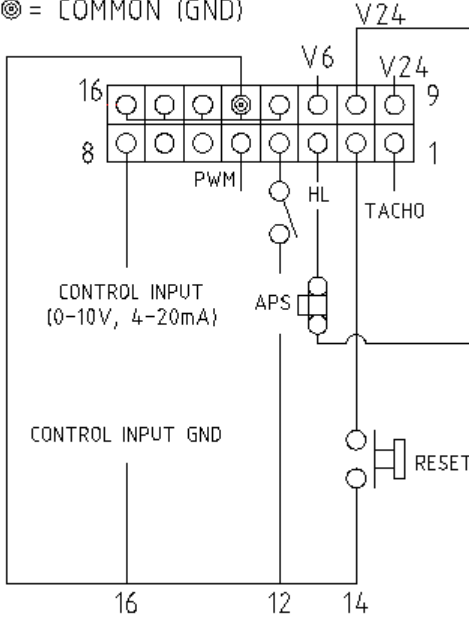 = COMMON (GND)
V24
V6
V24
16
9
8
1
PWM
HL
TACHO
CONTROL INPUT
(0-10V, 4-20mA)
APS
CONTROL INPUT GND
RESET
16
12
14